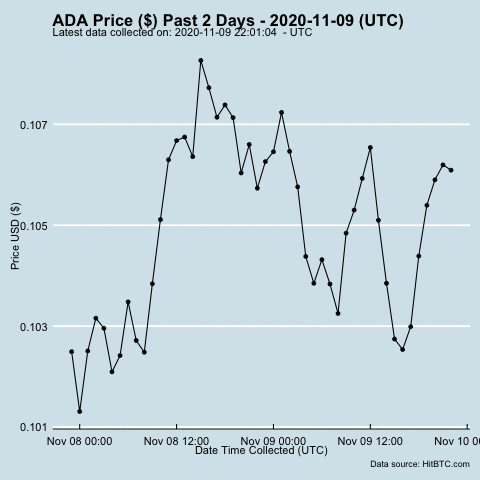 ADA Price ($) Past 2 Days - 2020-11-09 (UTC)
Latest data collected on: 2020-11-09 22:01:04 - UTC
0.107
0.105
0.103
0.101
Price USD ($)
Nov 08 00:00 Nov 08 12:00 Nov 09 00:00 Nov 09 12:00 Nov 10 0
Date Time Collected (UTC)
Data source: HitBTC.com